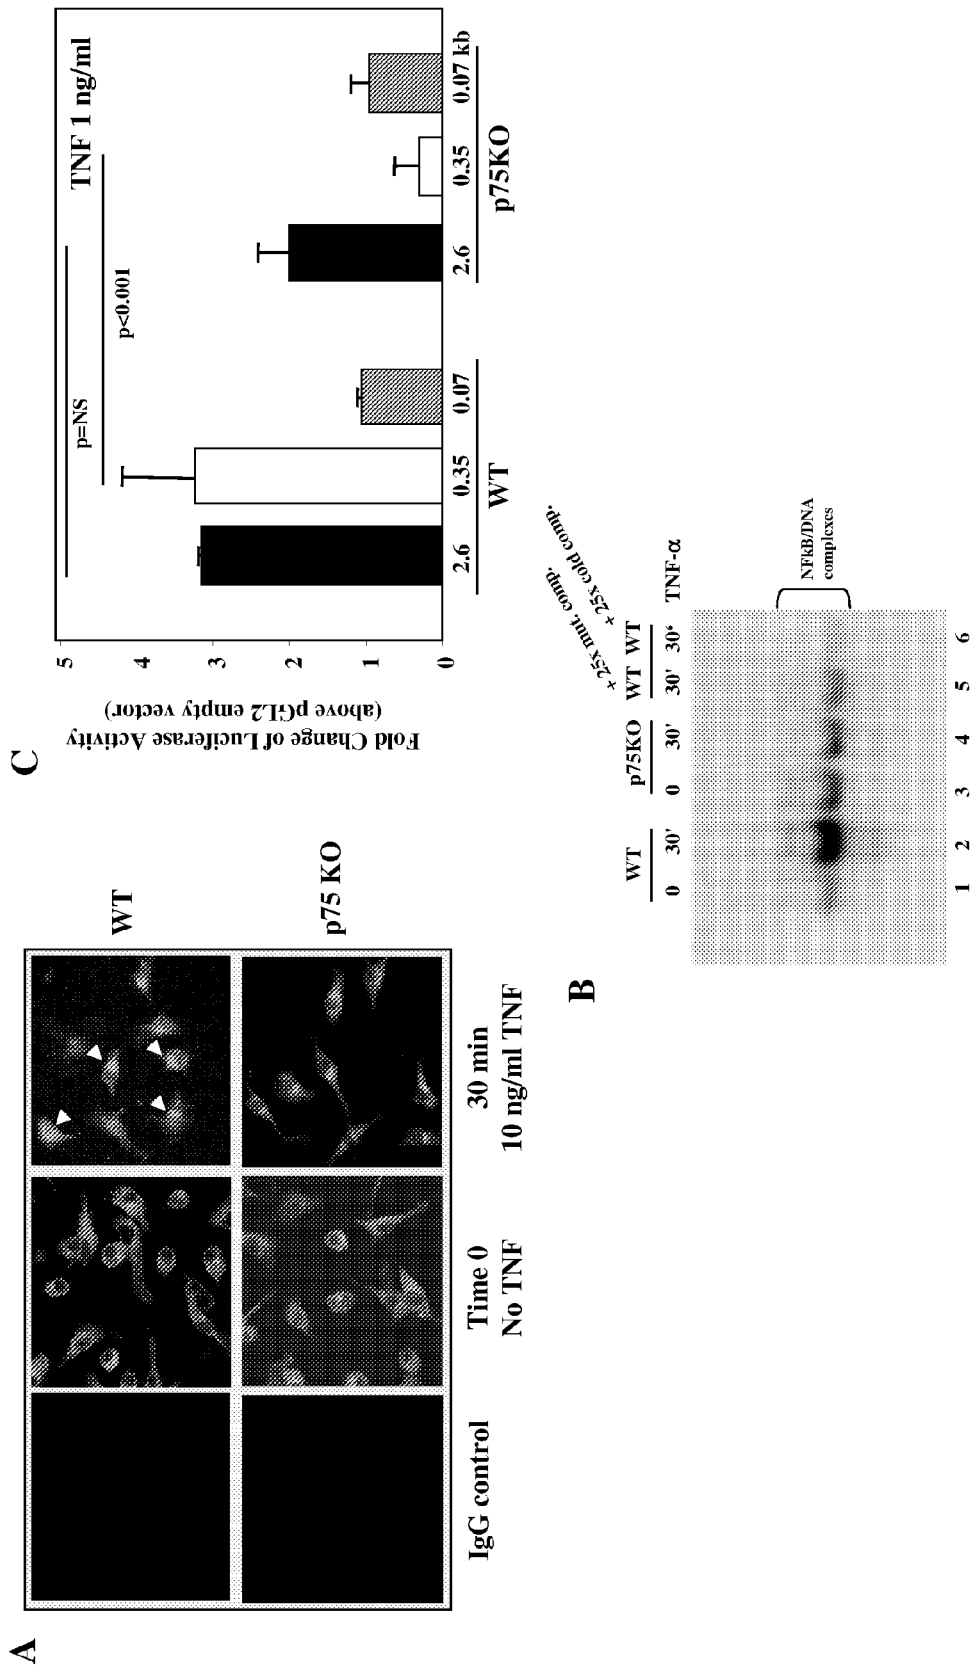 A
WT
p75 KO
IgG control
Time 0
No TNF
30 min
10 ng/ml TNF
C
Fold Change of Luciferase Activity
(above pGL2 empty vector)
5
4
3
2
1
0
TNF 1 ng/ml
p=NS
p<0.001
2.6 0.35 0.07 2.6 0.35 0.07 kb
WT p75KO
B
+ 25x mut. comp.
+ 25x cold comp.
WT p75KO WT WT
0 30' 0 30' 30' 30‘ TNF-α
NFkB/DNA
complexes
1 2 3 4 5 6